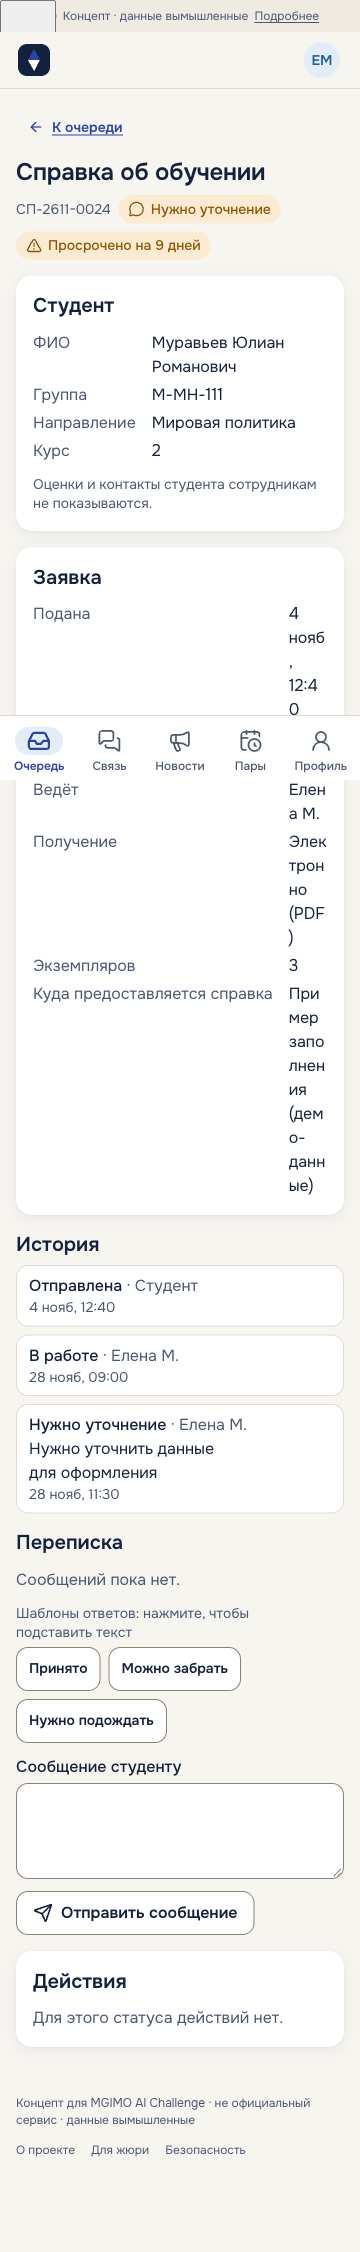 Концепт · данные вымышленные Подробнее
ЕМ
К очереди
Справка об обучении
СП-2611-0024 Нужно уточнение
Просрочено на 9 дней
Студент
ФИО Муравьев Юлиан
Романович
Группа М-МН-111
Направление Мировая политика
Курс 2
Оценки и контакты студента сотрудникам
не показываются.
Заявка
Подана 4
нояб
,
12:4
0
Очередь Связь Новости Пары Профиль
Ведёт Елен
а М.
Получение Элек
трон
но
(PDF
)
Экземпляров 3
Куда предоставляется справка При
мер
запо
лнен
ия
(дем
о-
данн
ые)
История
Отправлена · Студент
4 нояб, 12:40
В работе · Елена М.
28 нояб, 09:00
Нужно уточнение · Елена М.
Нужно уточнить данные
для оформления
28 нояб, 11:30
Переписка
Сообщений пока нет.
Шаблоны ответов: нажмите, чтобы
подставить текст
Принято Можно забрать
Нужно подождать
Сообщение студенту
Отправить сообщение
Действия
Для этого статуса действий нет.
Концепт для MGIMO AI Challenge · не официальный
сервис · данные вымышленные
О проекте Для жюри Безопасность